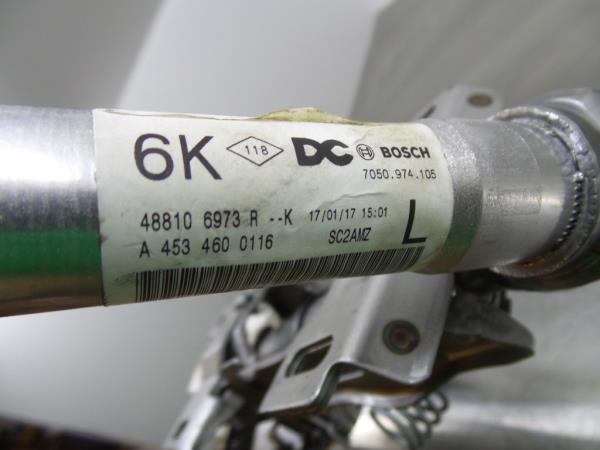 6K 118 DC BOSCH
7050.974.105
48810 6973 R --K 17/01/17 15:01
A 453 460 0116 SC2AMZ L